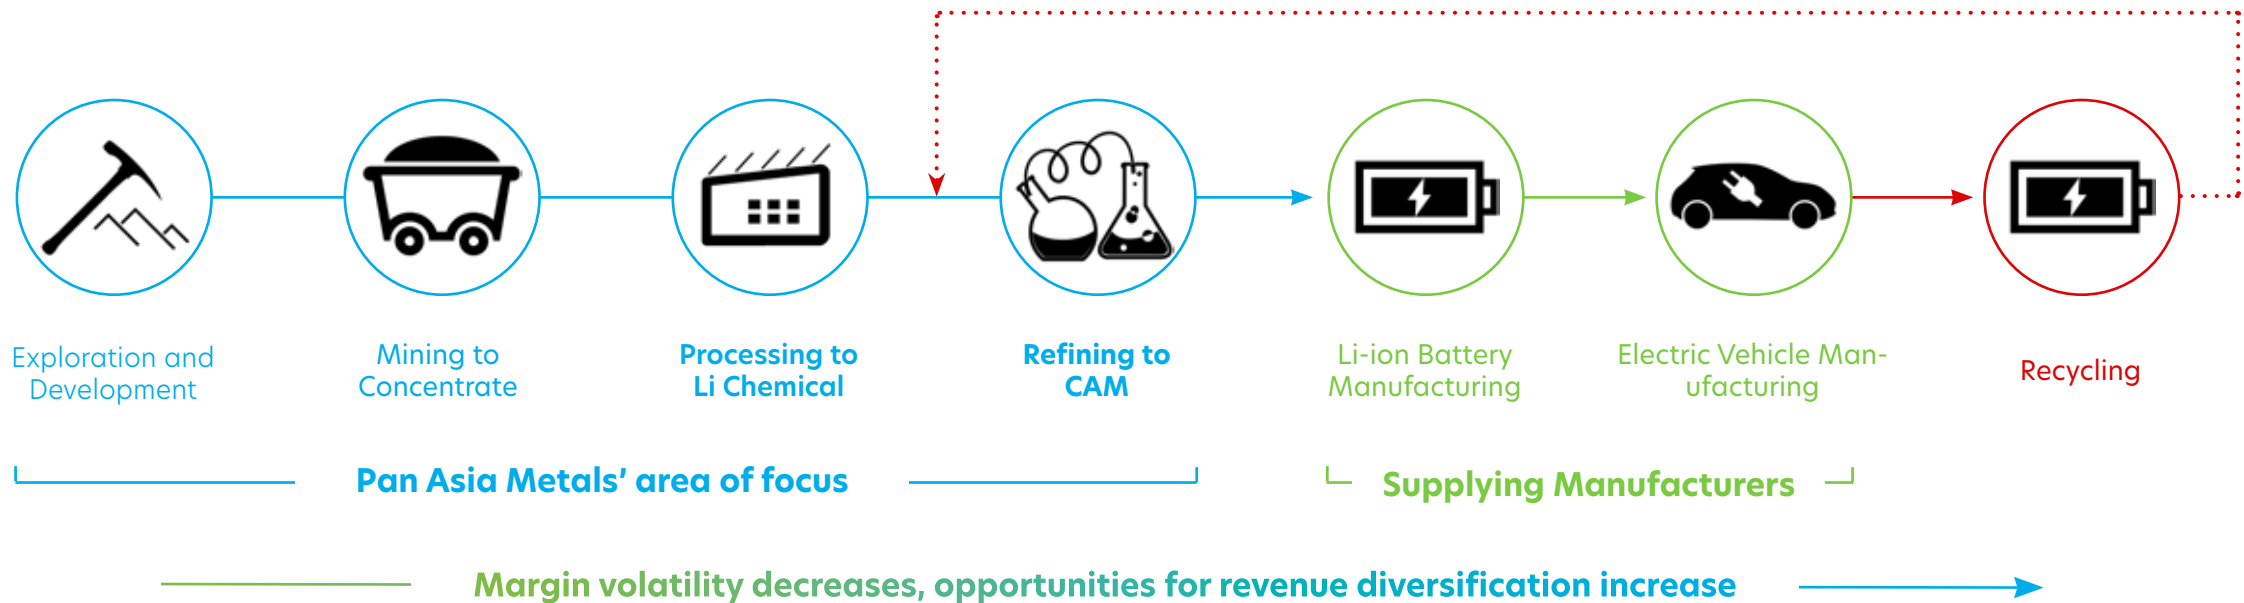 Exploration and
Development
Mining to
Concentrate
Processing to
Li Chemical
Refining to
CAM
Li-ion Battery
Manufacturing
Electric Vehicle Man-
ufacturing
Recycling
Pan Asia Metals’ area of focus
Supplying Manufacturers
Margin volatility decreases, opportunities for revenue diversification increase